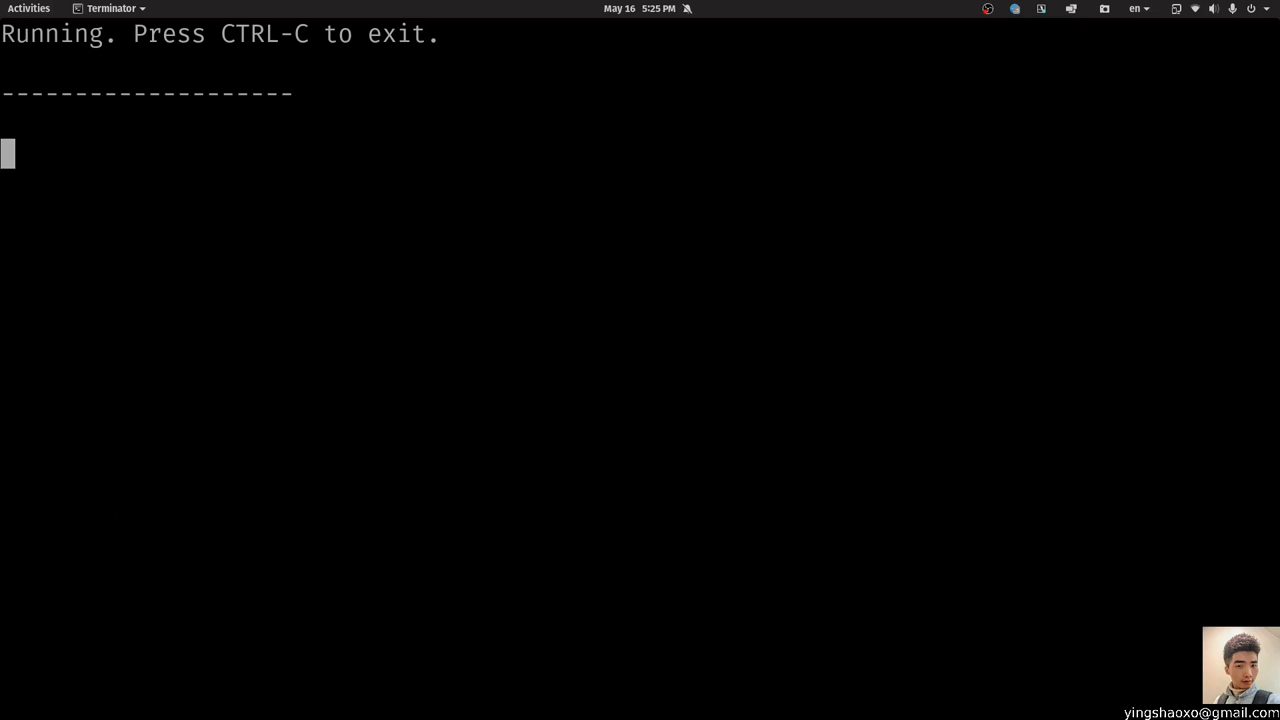 Activities Terminator May 16 5:25 PM en
Running. Press CTRL-C to exit.
--------------------
yingshaoxo@gmail.com